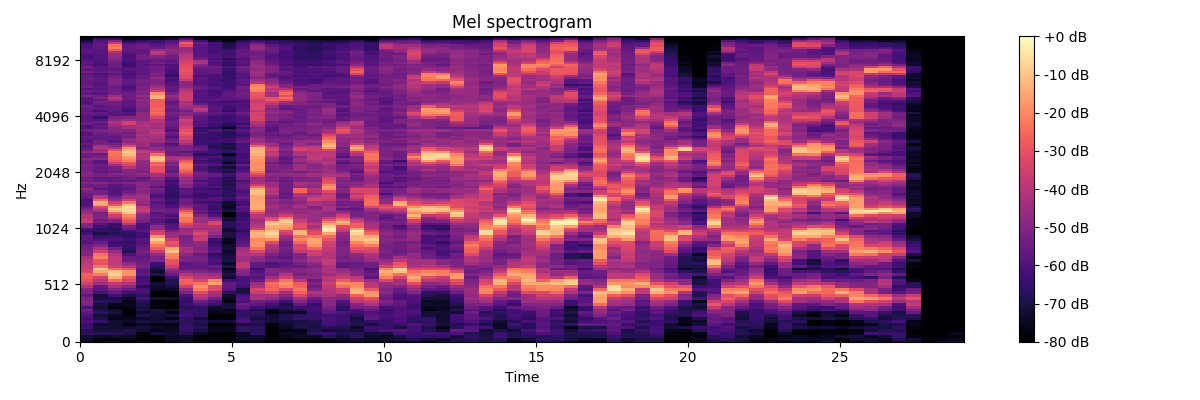 Mel spectrogram
8192
4096
2048
1024
512
0
Hz
0 5 10 15 20 25
Time
+0 dB
-10 dB
-20 dB
-30 dB
-40 dB
-50 dB
-60 dB
-70 dB
-80 dB